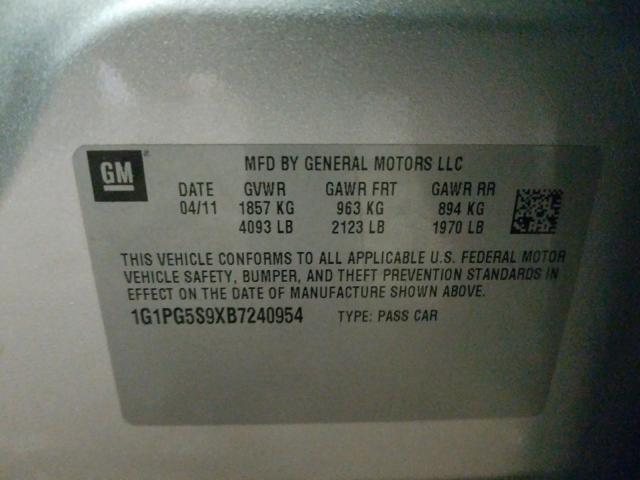 GM
MFD BY GENERAL MOTORS LLC
DATE GVWR GAWR FRT GAWR RR
04/11 1857 KG 963 KG 894 KG
4093 LB 2123 LB 1970 LB
THIS VEHICLE CONFORMS TO ALL APPLICABLE U.S. FEDERAL MOTOR
VEHICLE SAFETY, BUMPER, AND THEFT PREVENTION STANDARDS IN
EFFECT ON THE DATE OF MANUFACTURE SHOWN ABOVE.
1G1PG5S9XB7240954 TYPE: PASS CAR